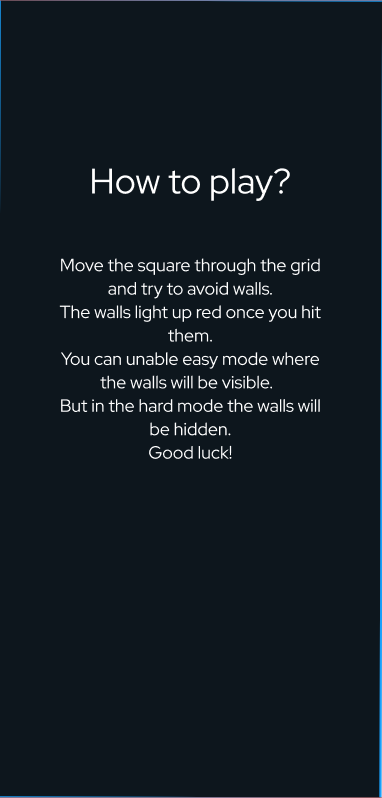 How to play?
Move the square through the grid
and try to avoid walls.
The walls light up red once you hit
them.
You can unable easy mode where
the walls will be visible.
But in the hard mode the walls will
be hidden.
Good luck!